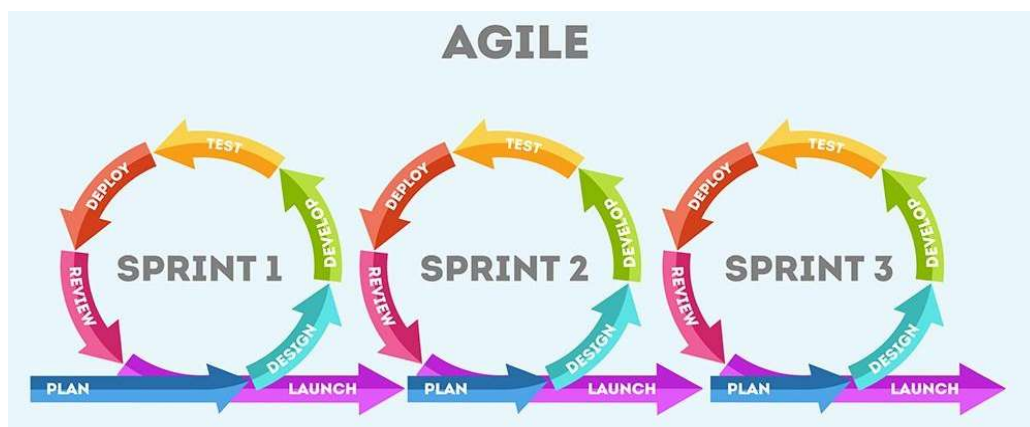 AGILE
TEST
DEPLOY
DEVELOP
SPRINT 1
REVIEW
DESIGN
PLAN
LAUNCH
TEST
DEPLOY
DEVELOP
SPRINT 2
REVIEW
DESIGN
PLAN
LAUNCH
TEST
DEPLOY
DEVELOP
SPRINT 3
REVIEW
DESIGN
PLAN
LAUNCH